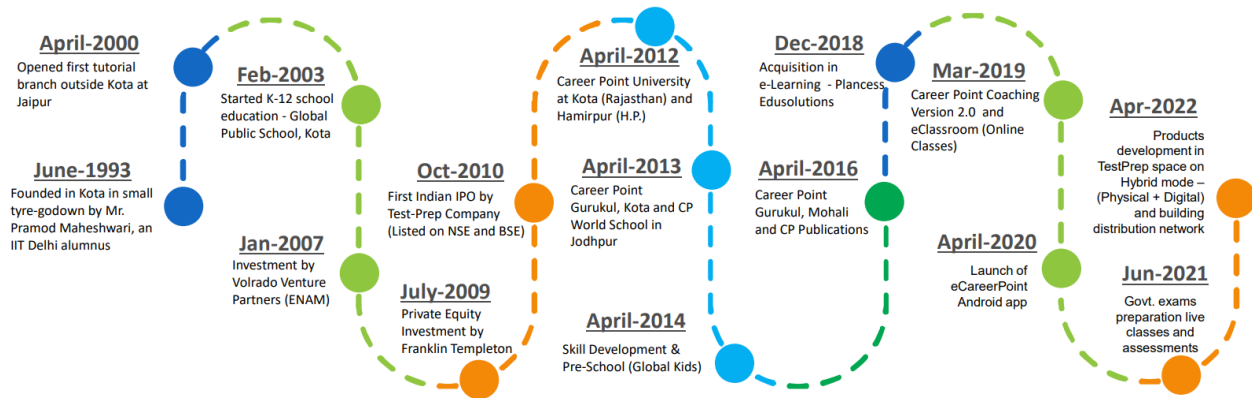 June-1993
Founded in Kota in small
tyre-godown by Mr.
Pramod Maheshwari, an
IIT Delhi alumnus
April-2000
Opened first tutorial
branch outside Kota at
Jaipur
Feb-2003
Started K-12 school
education - Global
Public School, Kota
Jan-2007
Investment by
Volrado Venture
Partners (ENAM)
July-2009
Private Equity
Investment by
Franklin Templeton
Oct-2010
First Indian IPO by
Test-Prep Company
(Listed on NSE and BSE)
April-2012
Career Point University
at Kota (Rajasthan) and
Hamirpur (H.P.)
April-2013
Career Point
Gurukul, Kota and CP
World School in
Jodhpur
April-2014
Skill Development &
Pre-School (Global Kids)
April-2016
Career Point
Gurukul, Mohali
and CP Publications
Dec-2018
Acquisition in
e-Learning - Plancess
Edusolutions
Mar-2019
Career Point Coaching
Version 2.0 and
eClassroom (Online
Classes)
April-2020
Launch of
eCareerPoint
Android app
Jun-2021
Govt. exams
preparation live
classes and
assessments
Apr-2022
Products
development in
TestPrep space on
Hybrid mode –
(Physical + Digital)
and building
distribution network